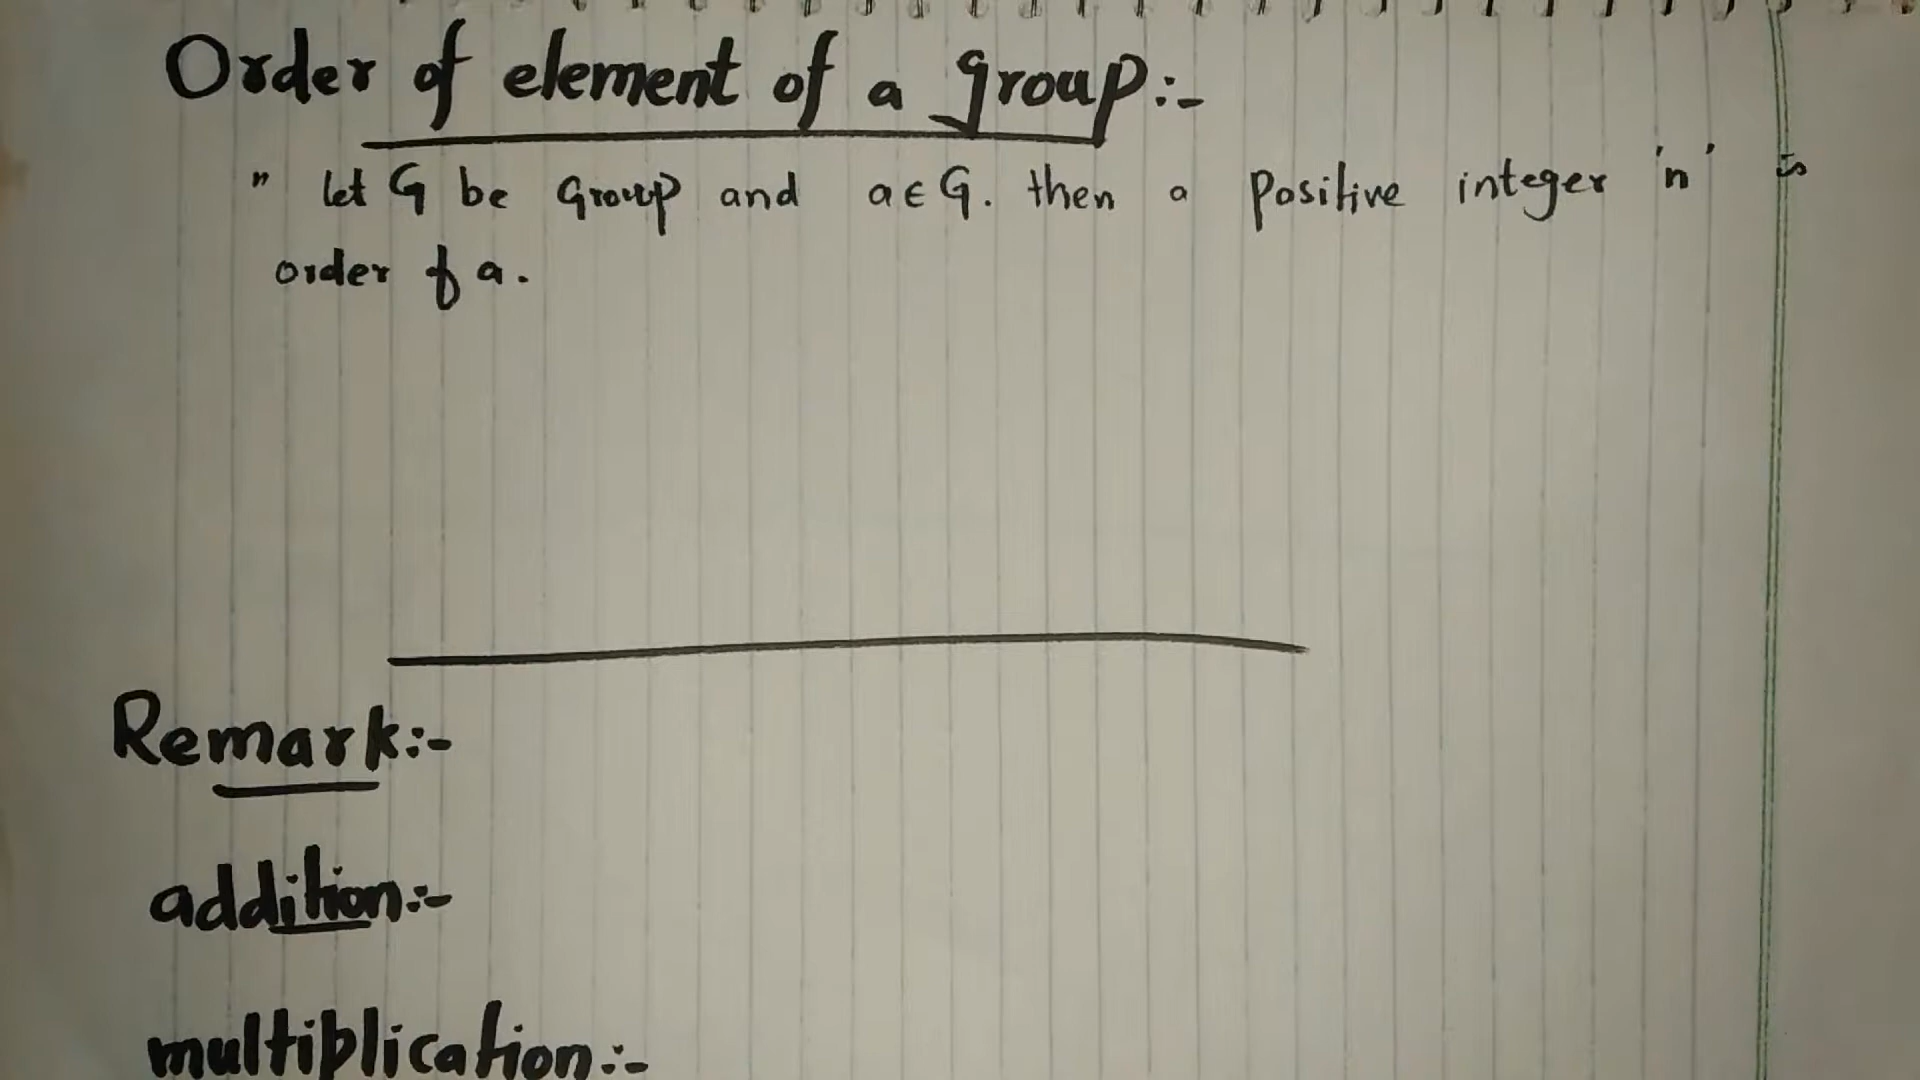 Order of element of a group:-
" let G be Group and a ∈ G. then a positive integer 'n' is
order of a.
Remark:-
addition:-
multiplication:-